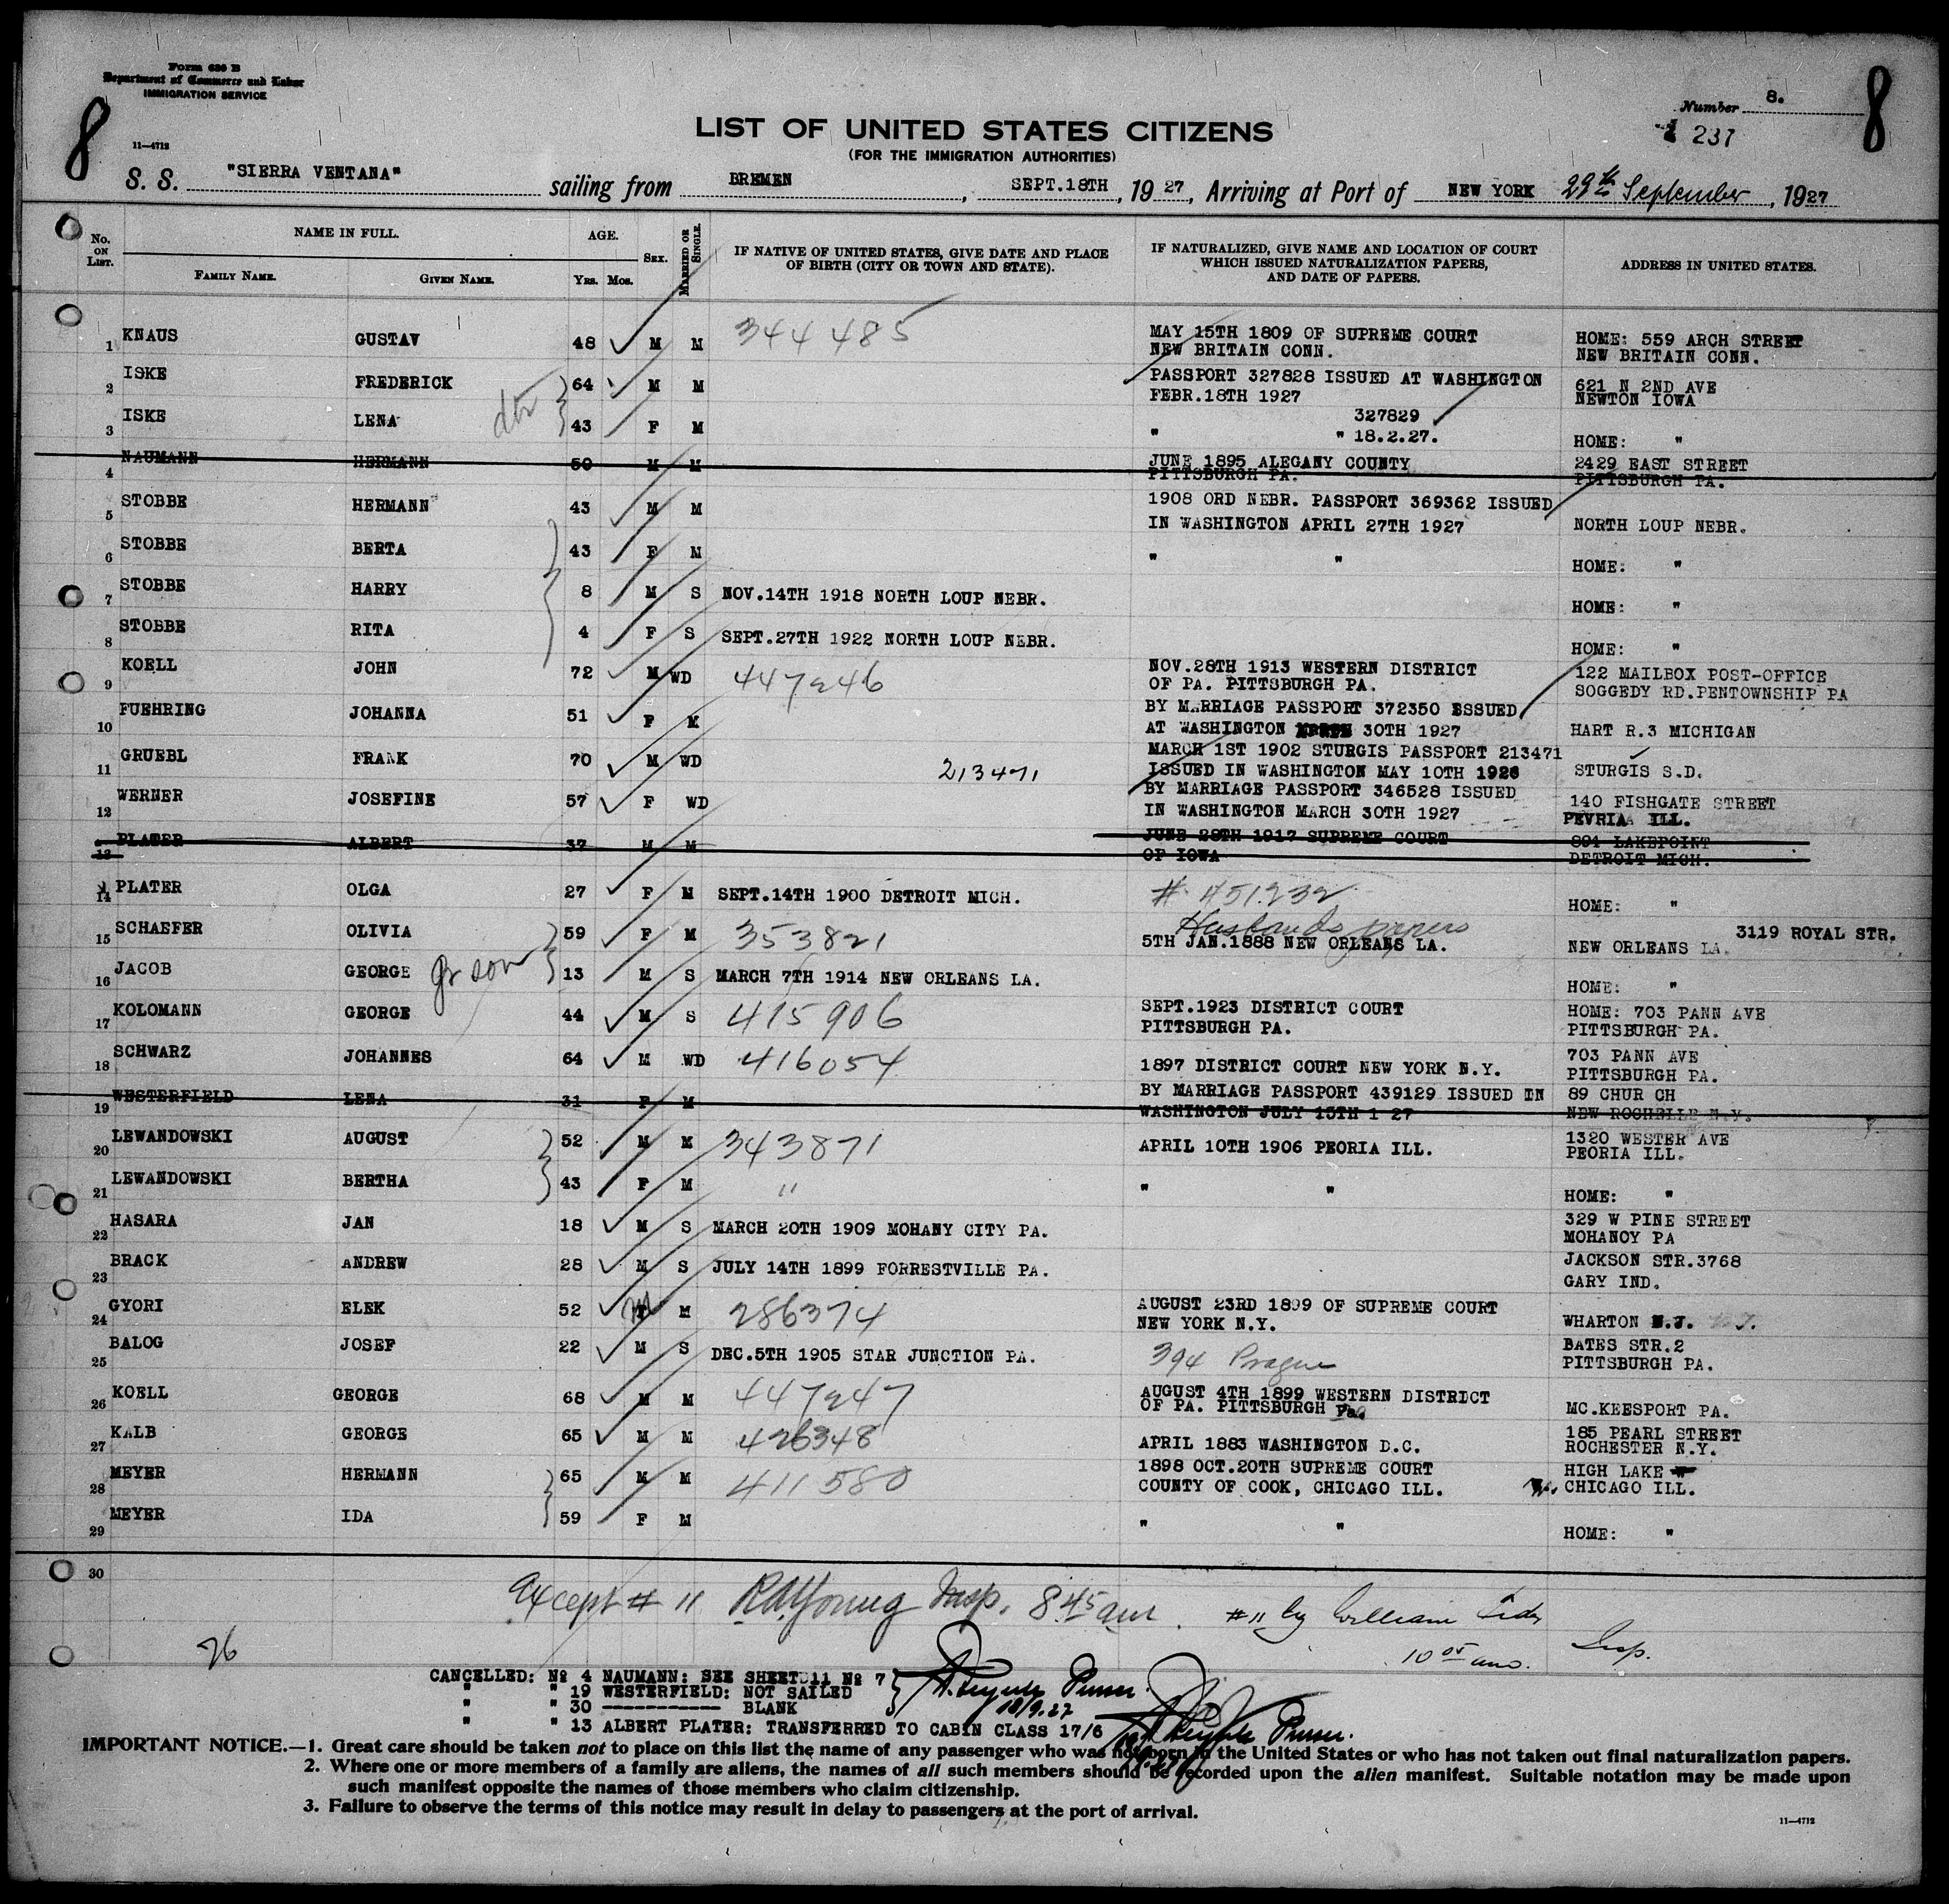 Form 630 B
Department of Commerce and Labor
IMMIGRATION SERVICE
8
8
Number 8.
237
11—4712
LIST OF UNITED STATES CITIZENS
(FOR THE IMMIGRATION AUTHORITIES)
S. S. "SIERRA VENTANA" sailing from BREMEN, SEPT.18TH, 1927, Arriving at Port of NEW YORK 29th September, 1927
No. ON LIST. NAME IN FULL. AGE. SEX. MARRIED OR SINGLE. IF NATIVE OF UNITED STATES, GIVE DATE AND PLACE OF BIRTH (CITY OR TOWN AND STATE). IF NATURALIZED, GIVE NAME AND LOCATION OF COURT WHICH ISSUED NATURALIZATION PAPERS, AND DATE OF PAPERS. ADDRESS IN UNITED STATES.
FAMILY NAME. GIVEN NAME. YRS. MOS.
1 KNAUS GUSTAV 48 M M 344485 MAY 15TH 1809 OF SUPREME COURT NEW BRITAIN CONN. HOME: 559 ARCH STREET NEW BRITAIN CONN.
2 ISKE FREDERICK 64 M M PASSPORT 327828 ISSUED AT WASHINGTON FEBR.18TH 1927 621 N 2ND AVE NEWTON IOWA
3 ISKE LENA 43 F M 327829 " " 18.2.27. HOME: "
4 NAUMANN HERMANN 50 M M JUNE 1895 ALEGANY COUNTY PITTSBURGH PA. 2429 EAST STREET PITTSBURGH PA.
5 STOBBE HERMANN 43 M M 1908 ORD NEBR. PASSPORT 369362 ISSUED IN WASHINGTON APRIL 27TH 1927 NORTH LOUP NEBR.
6 STOBBE BERTA 43 F M " " HOME: "
7 STOBBE HARRY 8 M S NOV.14TH 1918 NORTH LOUP NEBR. HOME: "
8 STOBBE RITA 4 F S SEPT.27TH 1922 NORTH LOUP NEBR. HOME: "
9 KOELL JOHN 72 M WD 447246 NOV.28TH 1913 WESTERN DISTRICT OF PA. PITTSBURGH PA. 122 MAILBOX POST-OFFICE SOGGEDY RD.PENTOWNSHIP PA
10 FUEHRING JOHANNA 51 F M BY MARRIAGE PASSPORT 372350 ISSUED AT WASHINGTON 30TH 1927 HART R.3 MICHIGAN
11 GRUEBL FRANK 70 M WD 213471 MARCH 1ST 1902 STURGIS PASSPORT 213471 ISSUED IN WASHINGTON MAY 10TH 1926 STURGIS S.D.
12 WERNER JOSEFINE 57 F WD BY MARRIAGE PASSPORT 346528 ISSUED IN WASHINGTON MARCH 30TH 1927 140 FISHGATE STREET PEVRIA ILL.
13 PLATER ALBERT 37 M M JUNE 28TH 1917 SUPREME COURT OF IOWA 891 LAKEPOINT DETROIT MICH.
14 PLATER OLGA 27 F M SEPT.14TH 1900 DETROIT MICH. # 451232 HOME: "
15 SCHAEFER OLIVIA 59 F M 353821 Husbands papers 5TH JAN.1888 NEW ORLEANS LA. 3119 ROYAL STR. NEW ORLEANS LA.
16 JACOB GEORGE gr son 13 M S MARCH 7TH 1914 NEW ORLEANS LA. HOME: "
17 KOLOMANN GEORGE 44 M S 415906 SEPT.1923 DISTRICT COURT PITTSBURGH PA. HOME: 703 PANN AVE PITTSBURGH PA.
18 SCHWARZ JOHANNES 64 M WD 416054 1897 DISTRICT COURT NEW YORK N.Y. 703 PANN AVE PITTSBURGH PA.
19 WESTERFIELD LENA 31 F M BY MARRIAGE PASSPORT 439129 ISSUED IN WASHINGTON JULY 15TH 1 27 89 CHUR CH NEW ROCHELLE N.Y.
20 LEWANDOWSKI AUGUST 52 M M 343871 APRIL 10TH 1906 PEORIA ILL. 1320 WESTER AVE PEORIA ILL.
21 LEWANDOWSKI BERTHA 43 F M " " " HOME: "
22 HASARA JAN 18 M S MARCH 20TH 1909 MOHANY CITY PA. 329 W PINE STREET MOHANOY PA
23 BRACK ANDREW 28 M S JULY 14TH 1899 FORRESTVILLE PA. JACKSON STR.3768 GARY IND.
24 GYORI ELEK 52 M M 286374 AUGUST 23RD 1899 OF SUPREME COURT NEW YORK N.Y. WHARTON N.J.
25 BALOG JOSEF 22 M S DEC.5TH 1905 STAR JUNCTION PA. 394 Prague BATES STR.2 PITTSBURGH PA.
26 KOELL GEORGE 68 M M 447247 AUGUST 4TH 1899 WESTERN DISTRICT OF PA. PITTSBURGH Pa. MC.KEESPORT PA.
27 KALB GEORGE 65 M M 426348 APRIL 1883 WASHINGTON D.C. 185 PEARL STREET ROCHESTER N.Y.
28 MEYER HERMANN 65 M M 411580 1898 OCT.20TH SUPREME COURT COUNTY OF COOK, CHICAGO ILL. HIGH LAKE CHICAGO ILL.
29 MEYER IDA 59 F M " " HOME: "
30
Except # 11 R.A. Young Insp. 8 45 am. #11 by William Insp.
10 05 am.
26
CANCELLED: No 4 NAUMANN: SEE SHEET 11 No 7
" " 19 WESTERFIELD: NOT SAILED
" " 30 ---------- BLANK
18/9.27
" " 13 ALBERT PLATER: TRANSFERRED TO CABIN CLASS 17/6
IMPORTANT NOTICE.—1. Great care should be taken not to place on this list the name of any passenger who was not born in the United States or who has not taken out final naturalization papers.
2. Where one or more members of a family are aliens, the names of all such members should be recorded upon the alien manifest. Suitable notation may be made upon
such manifest opposite the names of those members who claim citizenship.
3. Failure to observe the terms of this notice may result in delay to passengers at the port of arrival.
11—4712